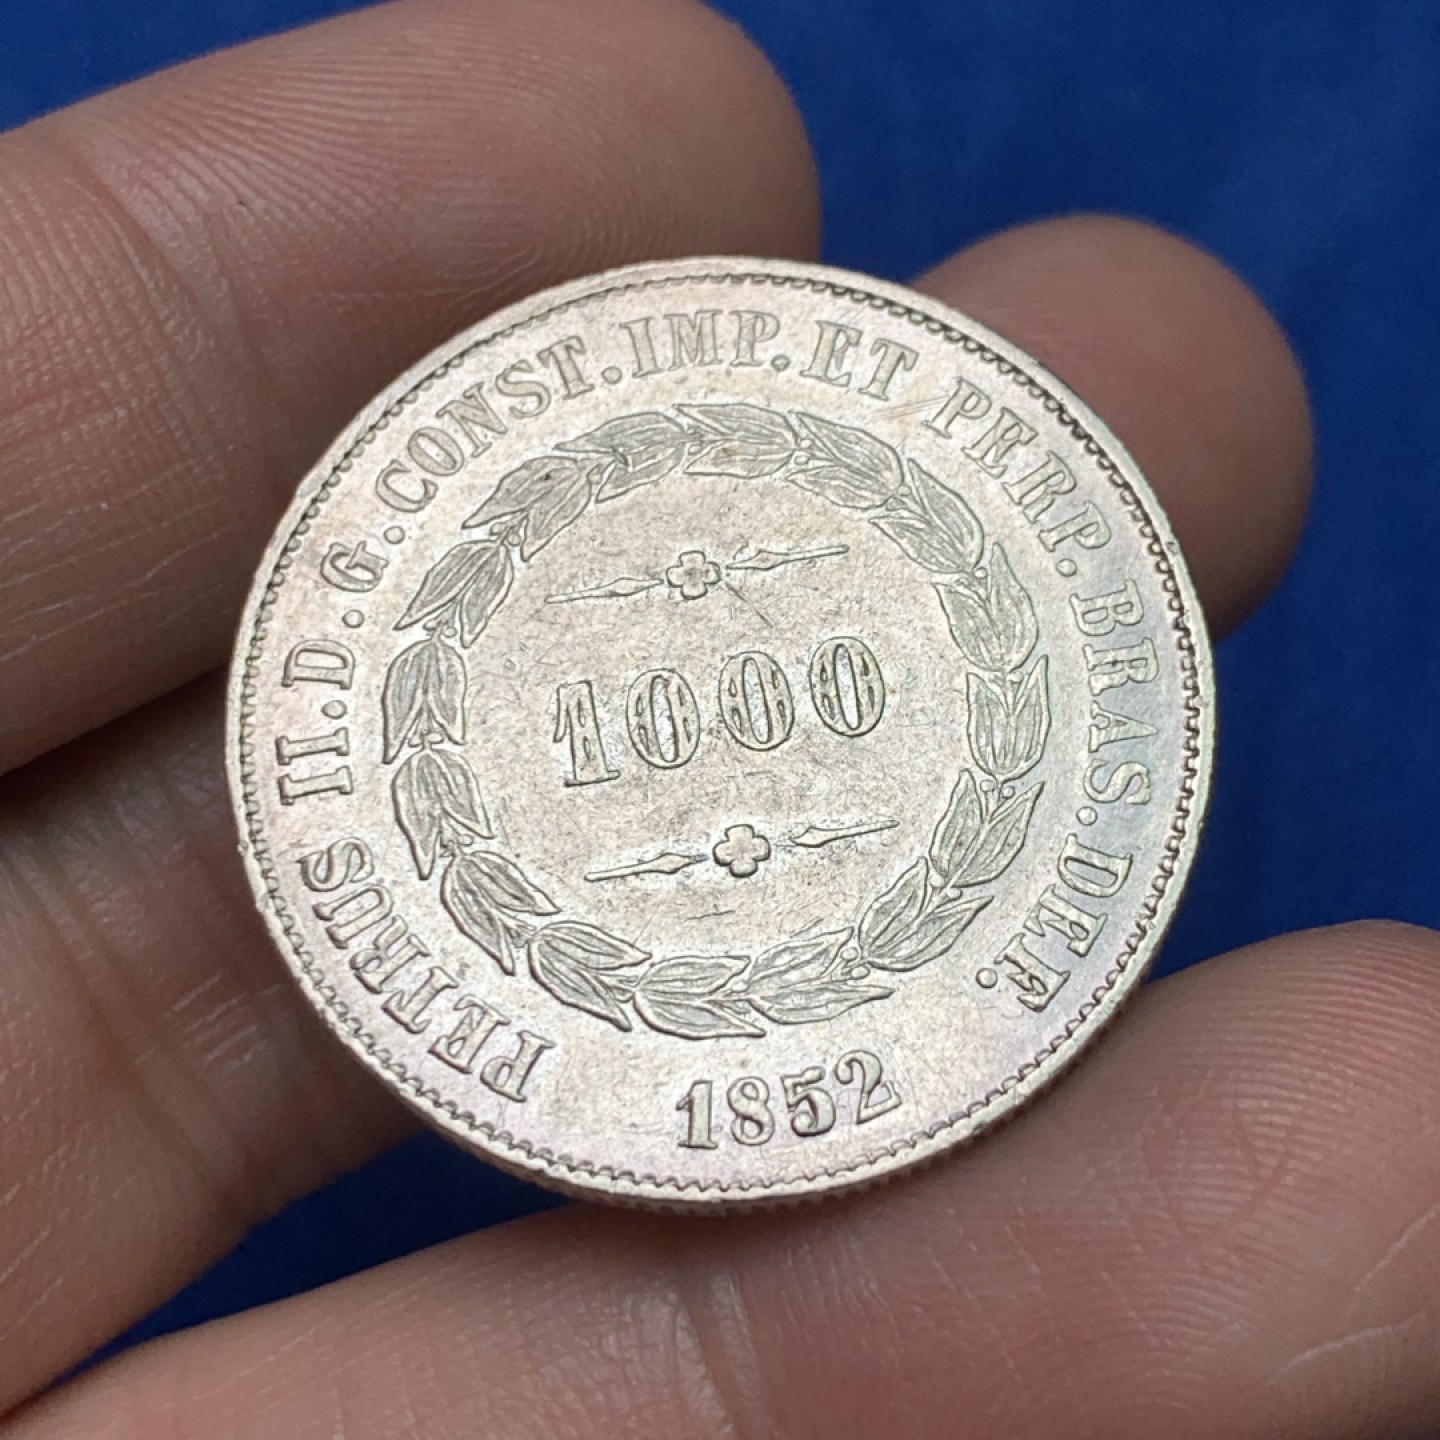 PETRUS II.D.G.CONST.IMP.ET PERP.BRAS.DEF.
1000
1852